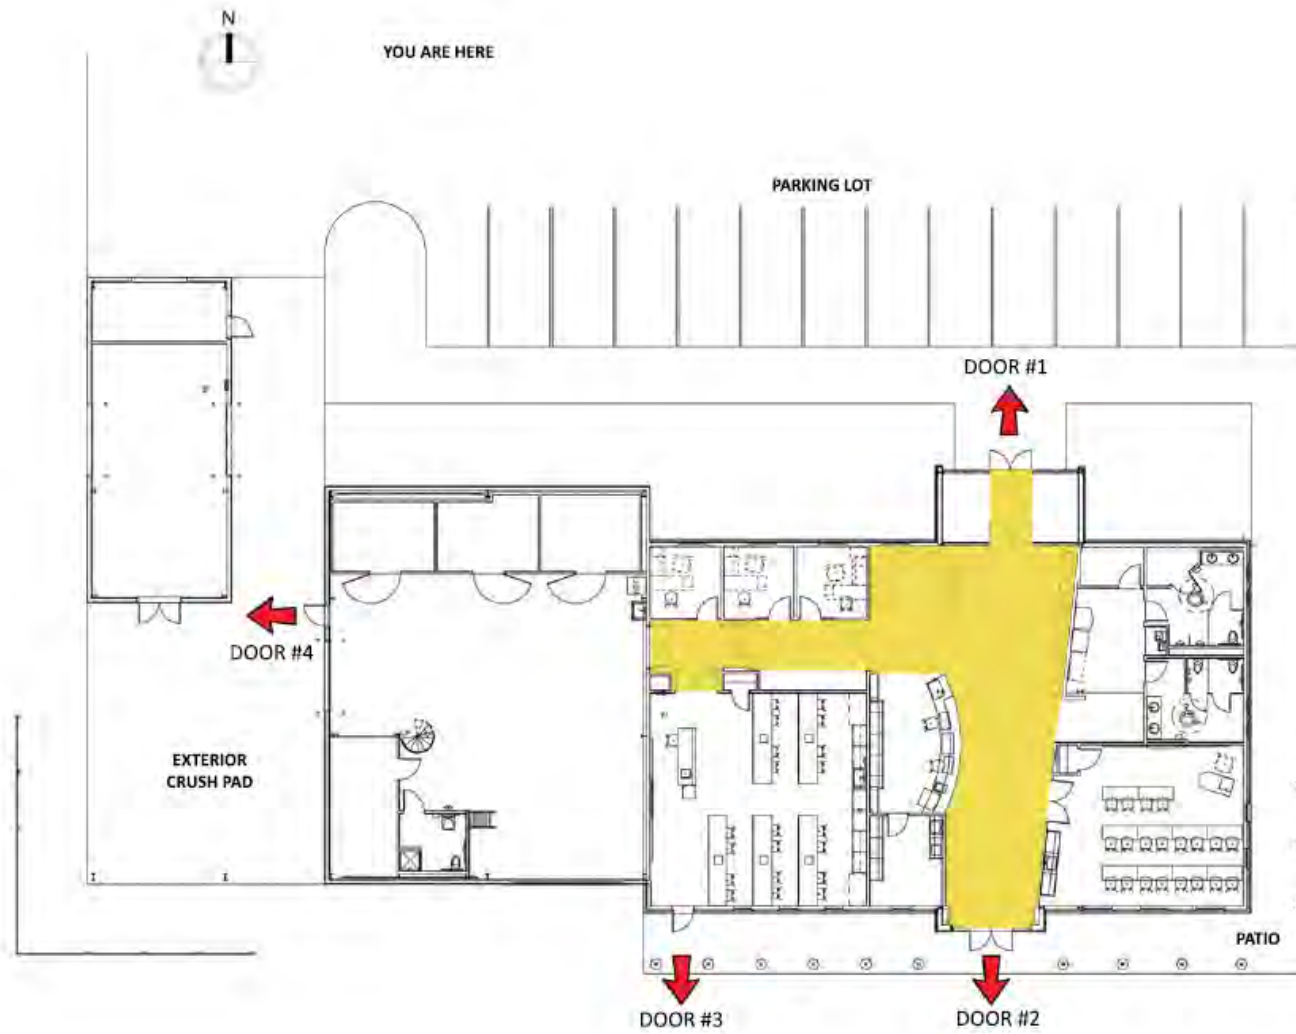 N
YOU ARE HERE
PARKING LOT
DOOR #1
DOOR #4
EXTERIOR
CRUSH PAD
PATIO
DOOR #3
DOOR #2